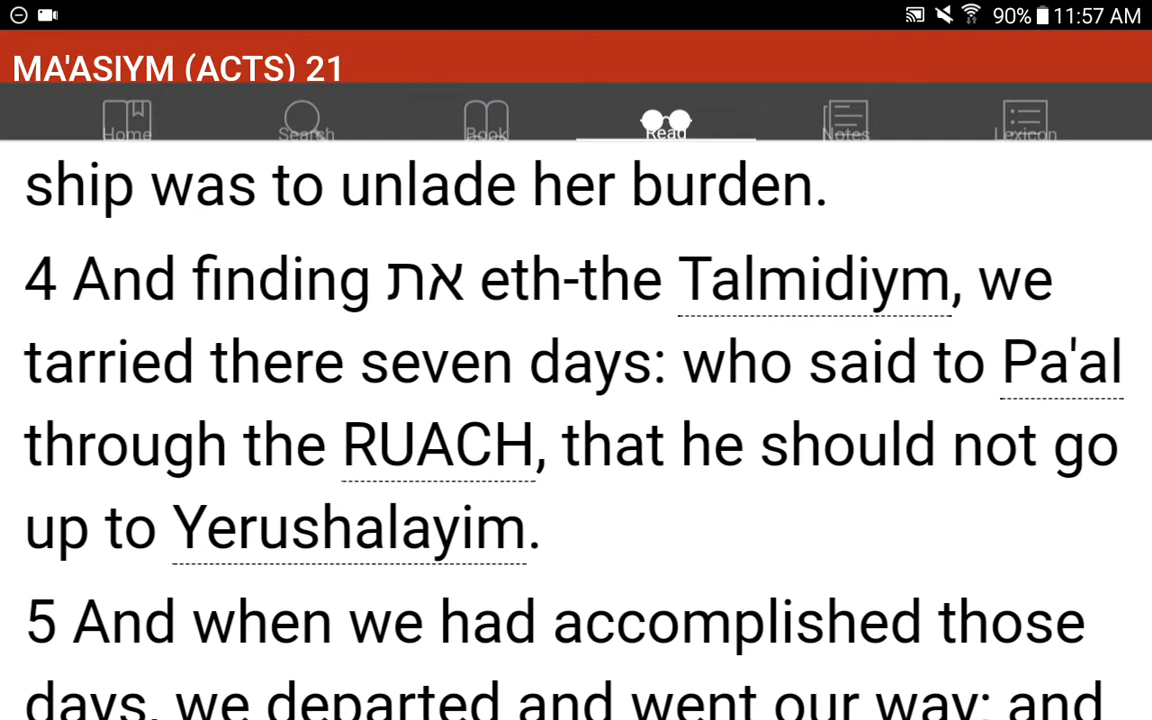 90% 11:57 AM
MA'ASIYM (ACTS) 21
Home Search Book Read Notes Lexicon
ship was to unlade her burden.
4 And finding את eth-the Talmidiym, we
tarried there seven days: who said to Pa'al
through the RUACH, that he should not go
up to Yerushalayim.
5 And when we had accomplished those
days, we departed and went our way; and